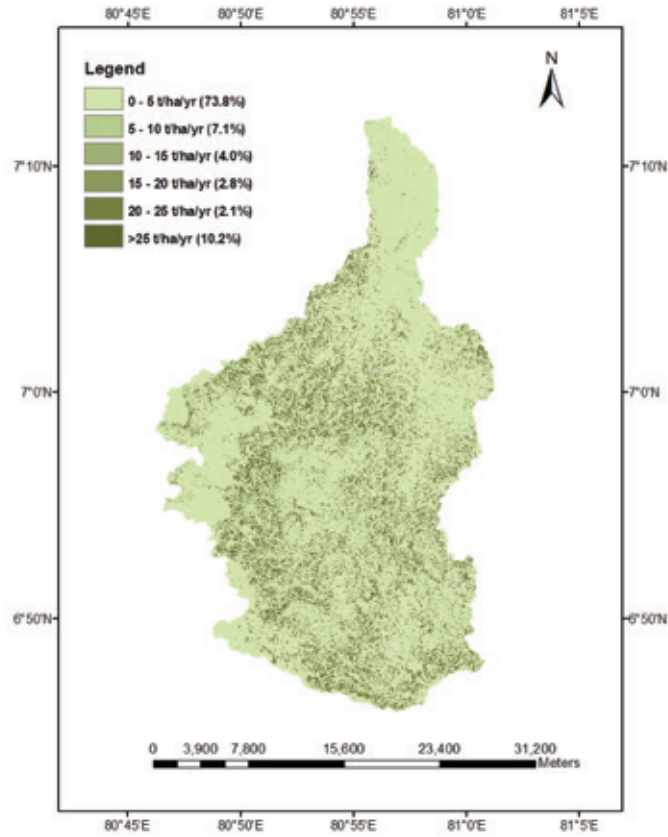 80°45'E 80°50'E 80°55'E 81°0'E 81°5'E
N
Legend
0 - 5 t/ha/yr (73.8%)
5 - 10 t/ha/yr (7.1%)
10 - 15 t/ha/yr (4.0%)
15 - 20 t/ha/yr (2.8%)
20 - 25 t/ha/yr (2.1%)
>25 t/ha/yr (10.2%)
7°10'N 7°10'N
7°0'N 7°0'N
6°50'N 6°50'N
0 3,900 7,800 15,600 23,400 31,200
Meters
80°45'E 80°50'E 80°55'E 81°0'E 81°5'E